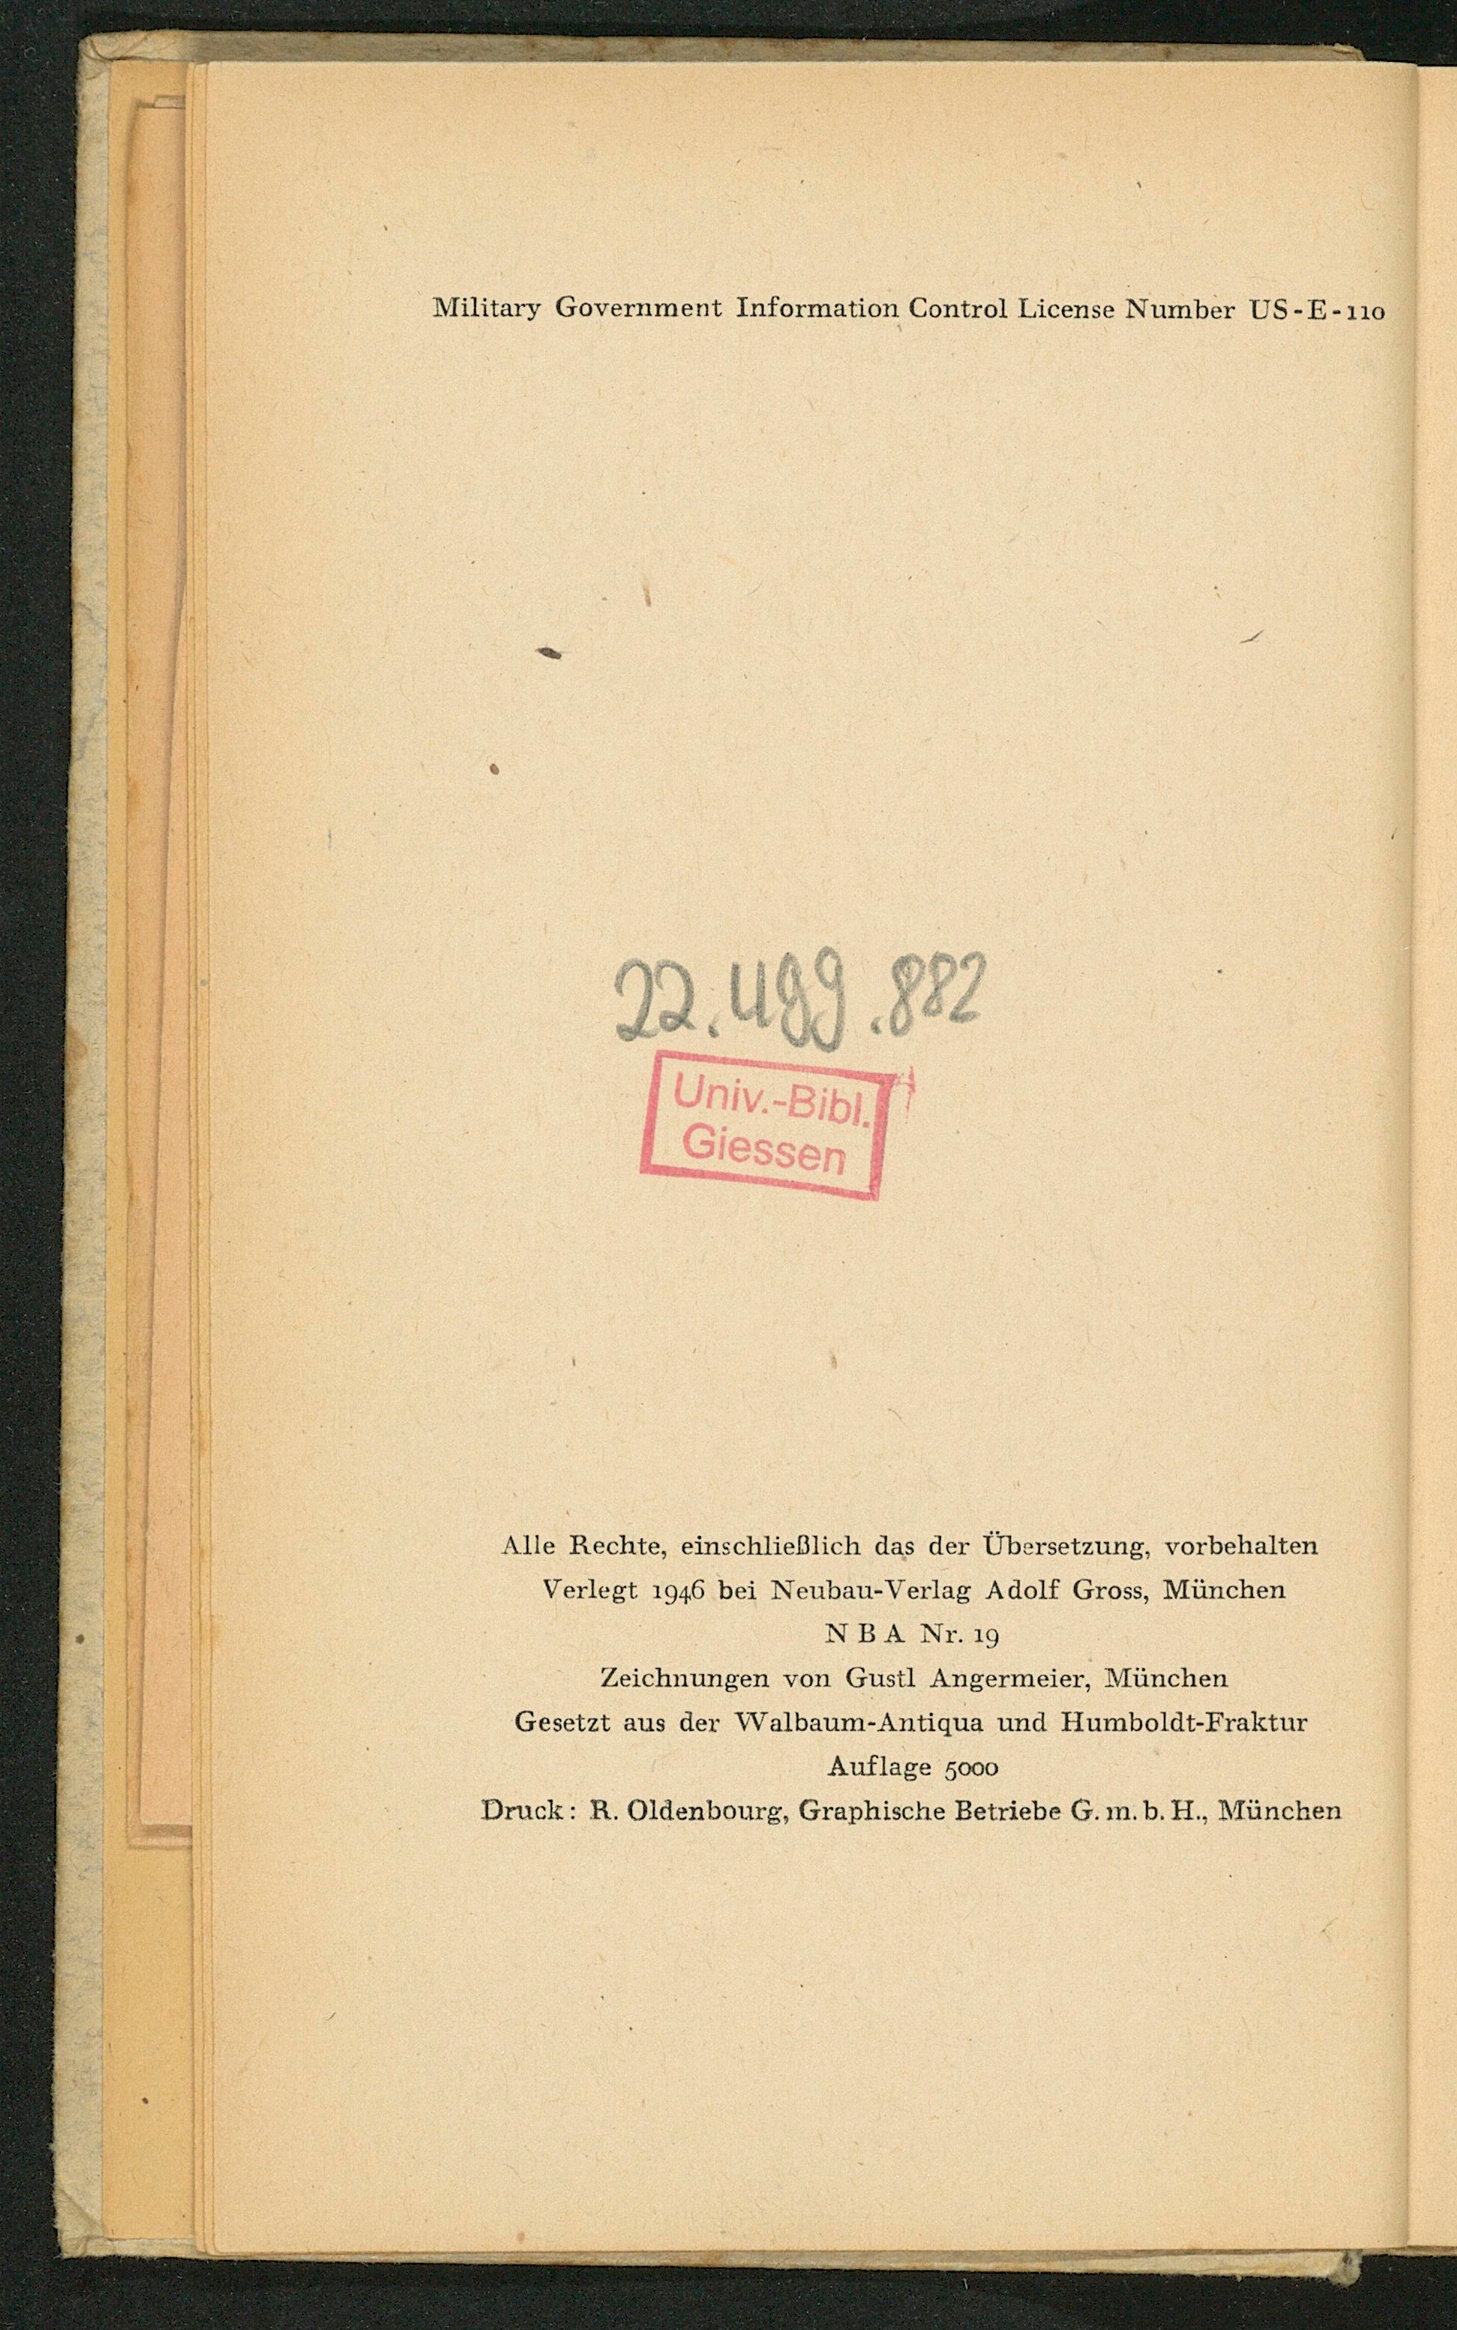 Military Government Information Control License Number US-E-110
22.499.882
Univ.-Bibl.
Giessen
Alle Rechte, einschließlich das der Übersetzung, vorbehalten
Verlegt 1946 bei Neubau-Verlag Adolf Gross, München
N B A Nr. 19
Zeichnungen von Gustl Angermeier, München
Gesetzt aus der Walbaum-Antiqua und Humboldt-Fraktur
Auflage 5000
Druck: R. Oldenbourg, Graphische Betriebe G. m. b. H., München